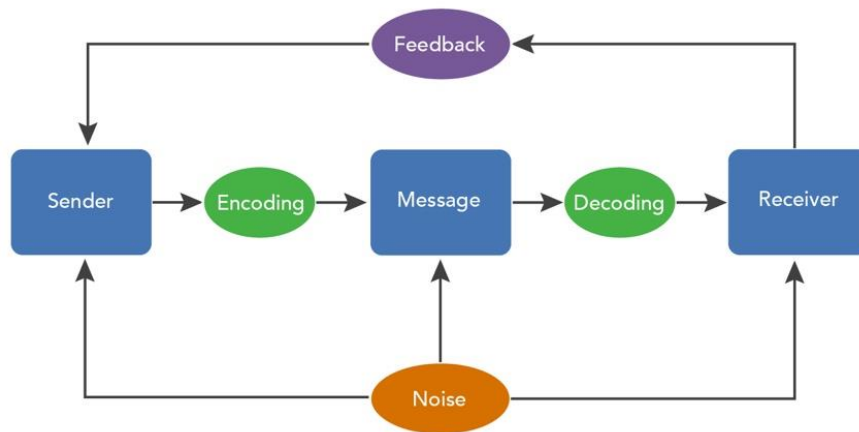 Feedback
Sender
Encoding
Message
Decoding
Receiver
Noise